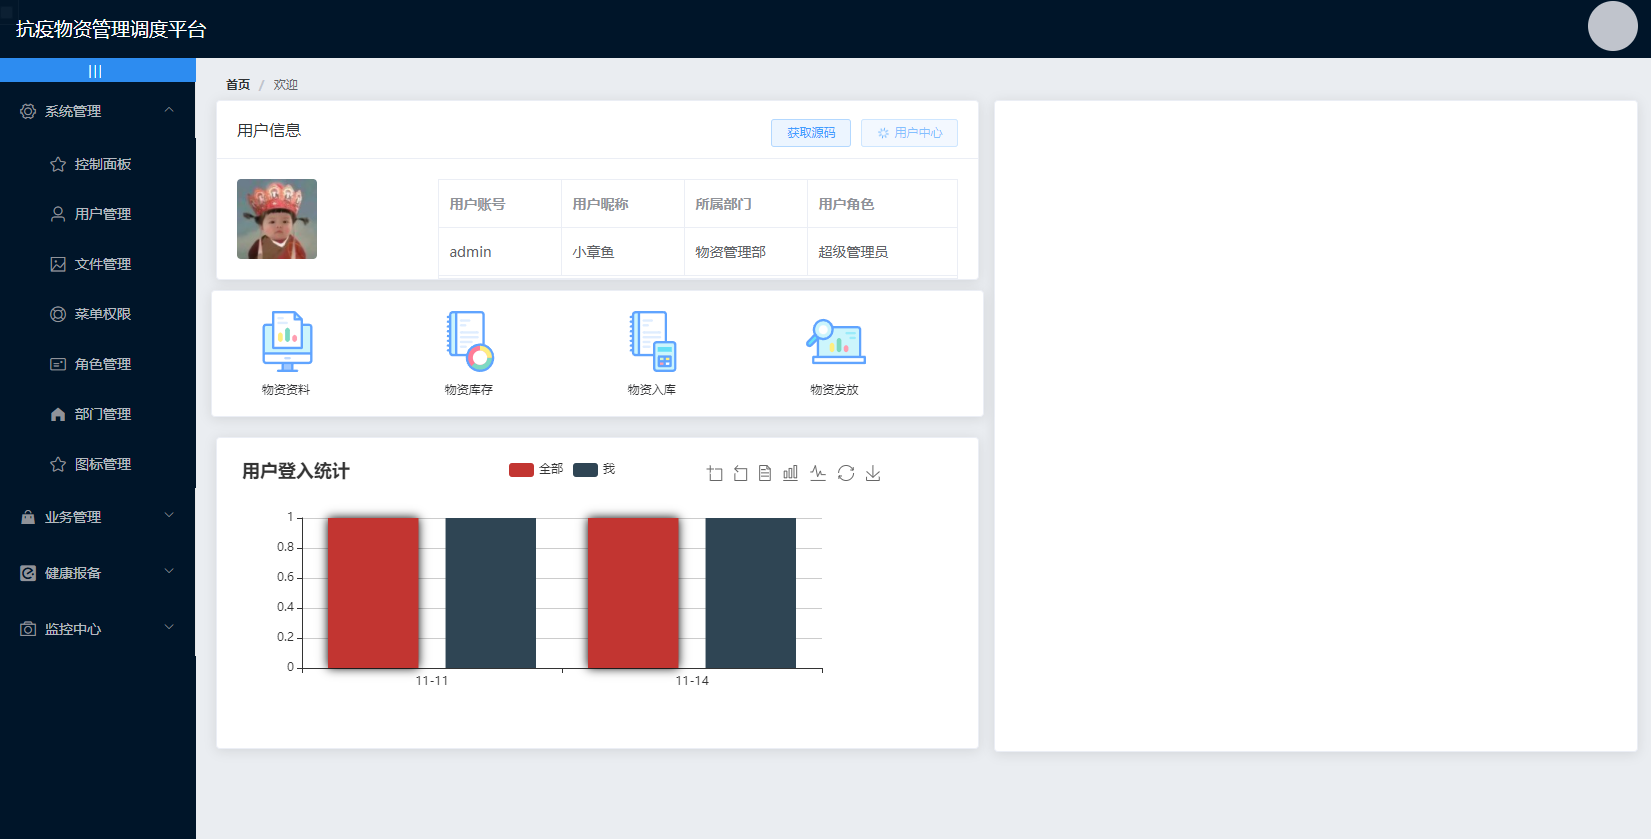 抗疫物资管理调度平台
|||
系统管理
控制面板
用户管理
文件管理
菜单权限
角色管理
部门管理
图标管理
业务管理
健康报备
监控中心
首页 / 欢迎
用户信息
获取源码
用户中心
用户账号 用户昵称 所属部门 用户角色
admin 小章鱼 物资管理部 超级管理员
物资资料 物资库存 物资入库 物资发放
用户登入统计
全部 我
1
0.8
0.6
0.4
0.2
0
11-11 11-14